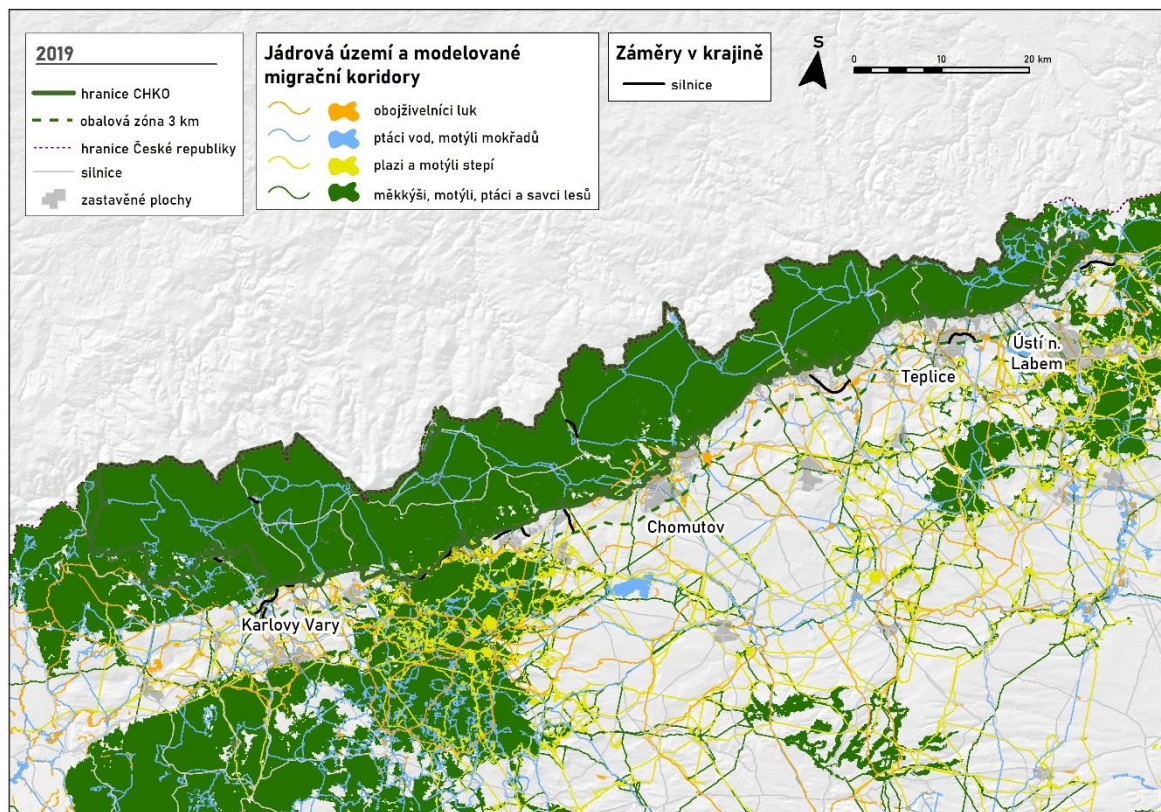 2019
hranice CHKO
obalová zóna 3 km
hranice České republiky
silnice
zastavěné plochy
Jádrová území a modelované
migrační koridory
obojživelníci luk
ptáci vod, motýli mokřadů
plazi a motýli stepí
měkkýši, motýli, ptáci a savci lesů
Záměry v krajině
silnice
S
0 10 20 km
Ústí n.
Labem
Teplice
Chomutov
Karlovy Vary